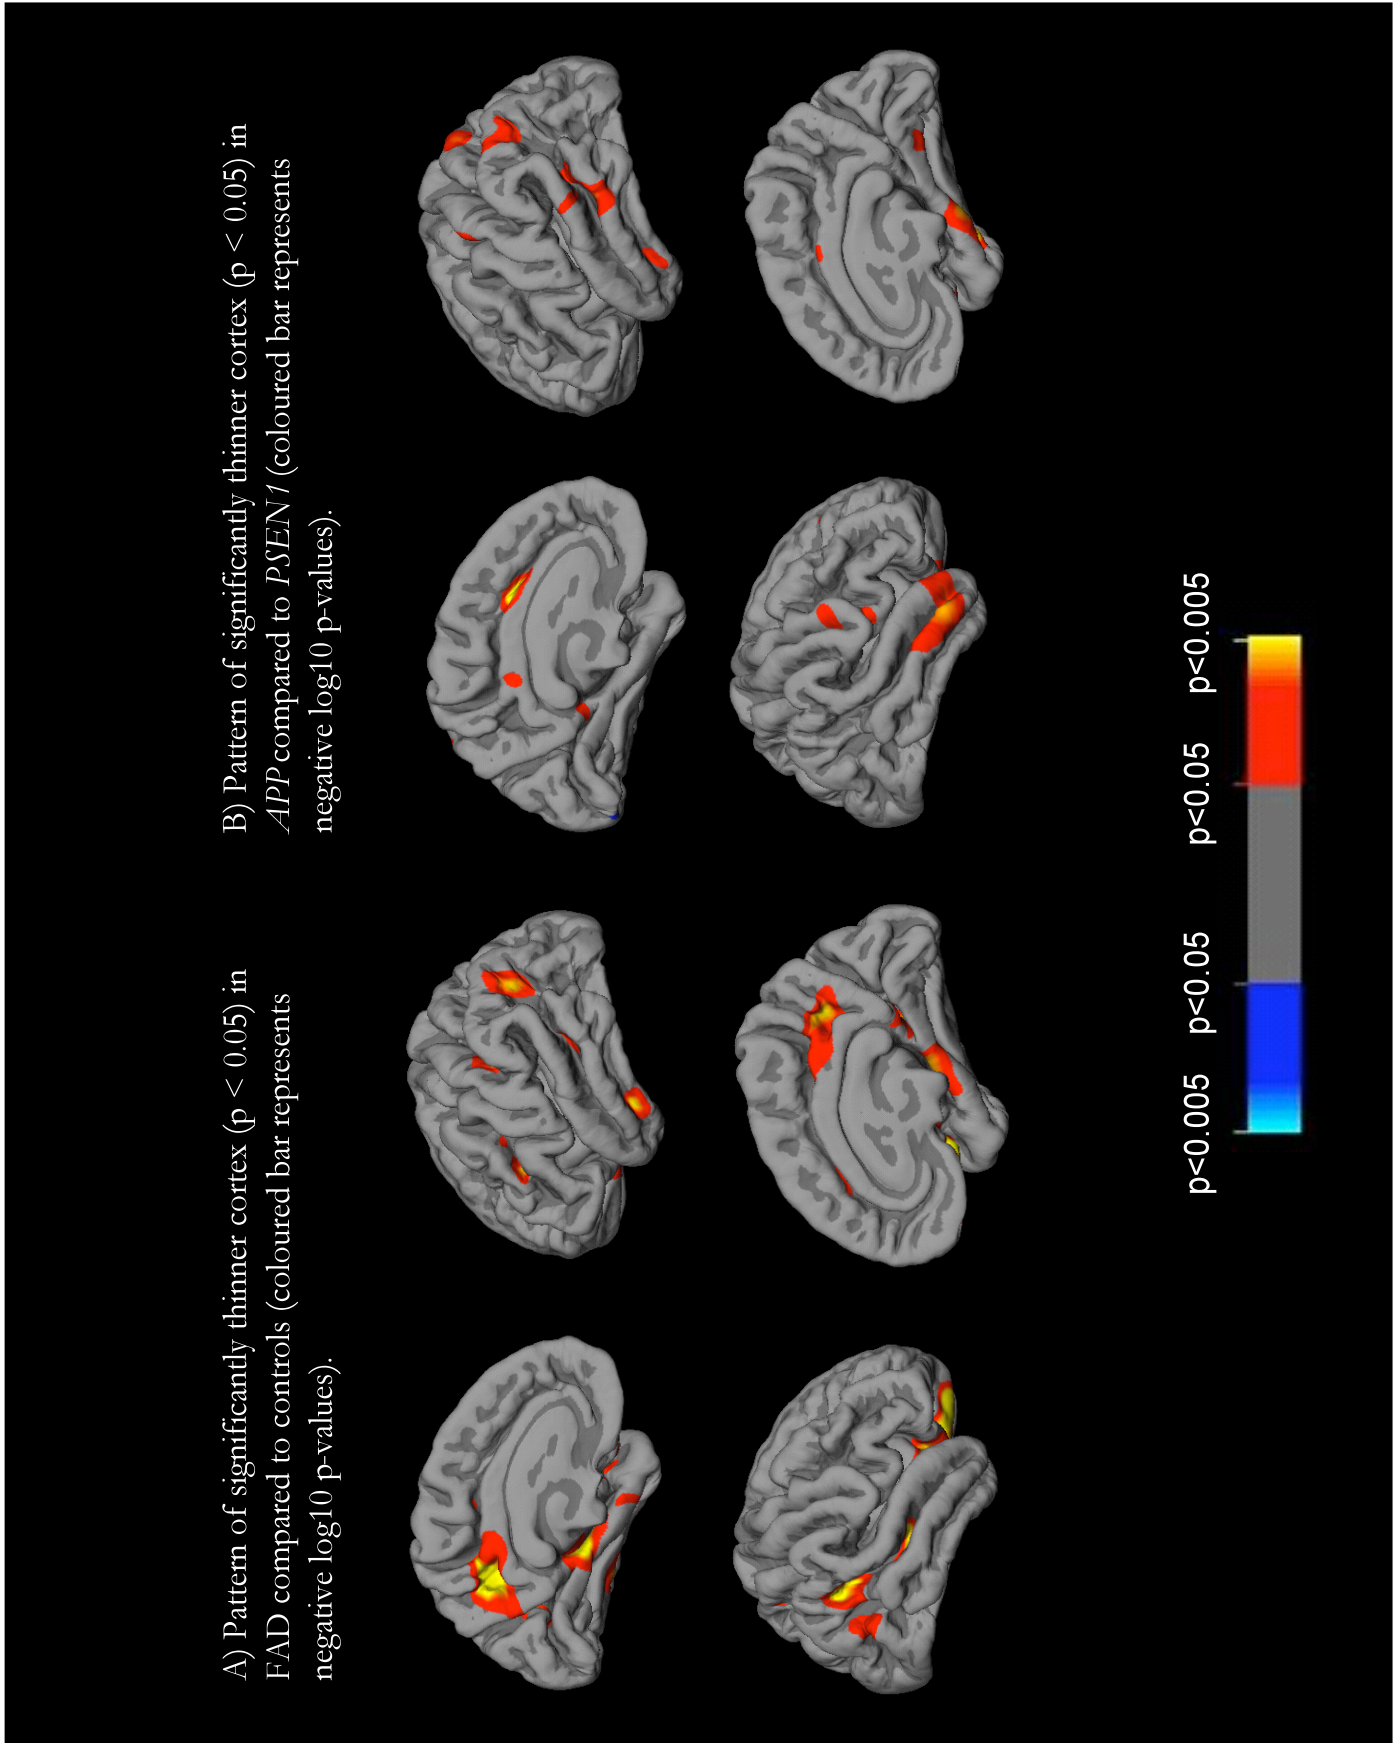 A) Pattern of significantly thinner cortex (p < 0.05) in
FAD compared to controls (coloured bar represents
negative log10 p-values).
B) Pattern of significantly thinner cortex (p < 0.05) in
APP compared to PSEN1 (coloured bar represents
negative log10 p-values).
p<0.005 p<0.05 p<0.05 p<0.005